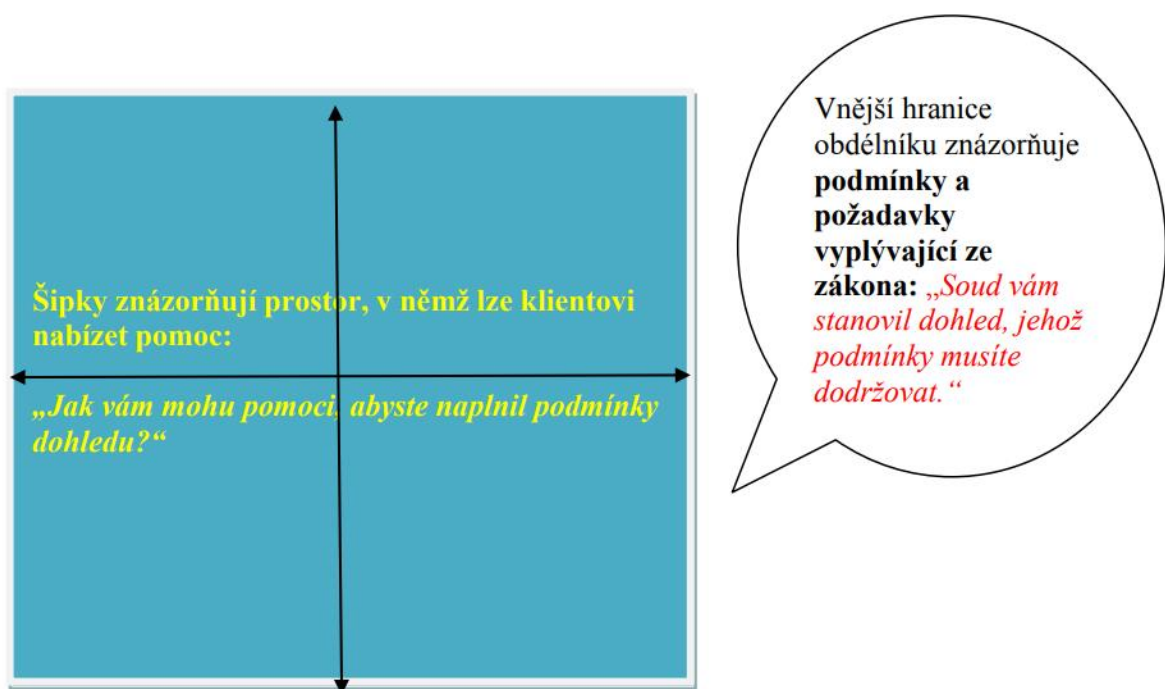 Šipky znázorňují prostor, v němž lze klientovi
nabízet pomoc:
„Jak vám mohu pomoci, abyste naplnil podmínky
dohledu?“
Vnější hranice
obdélníku znázorňuje
podmínky a
požadavky
vyplývající ze
zákona: „Soud vám
stanovil dohled, jehož
podmínky musíte
dodržovat.“